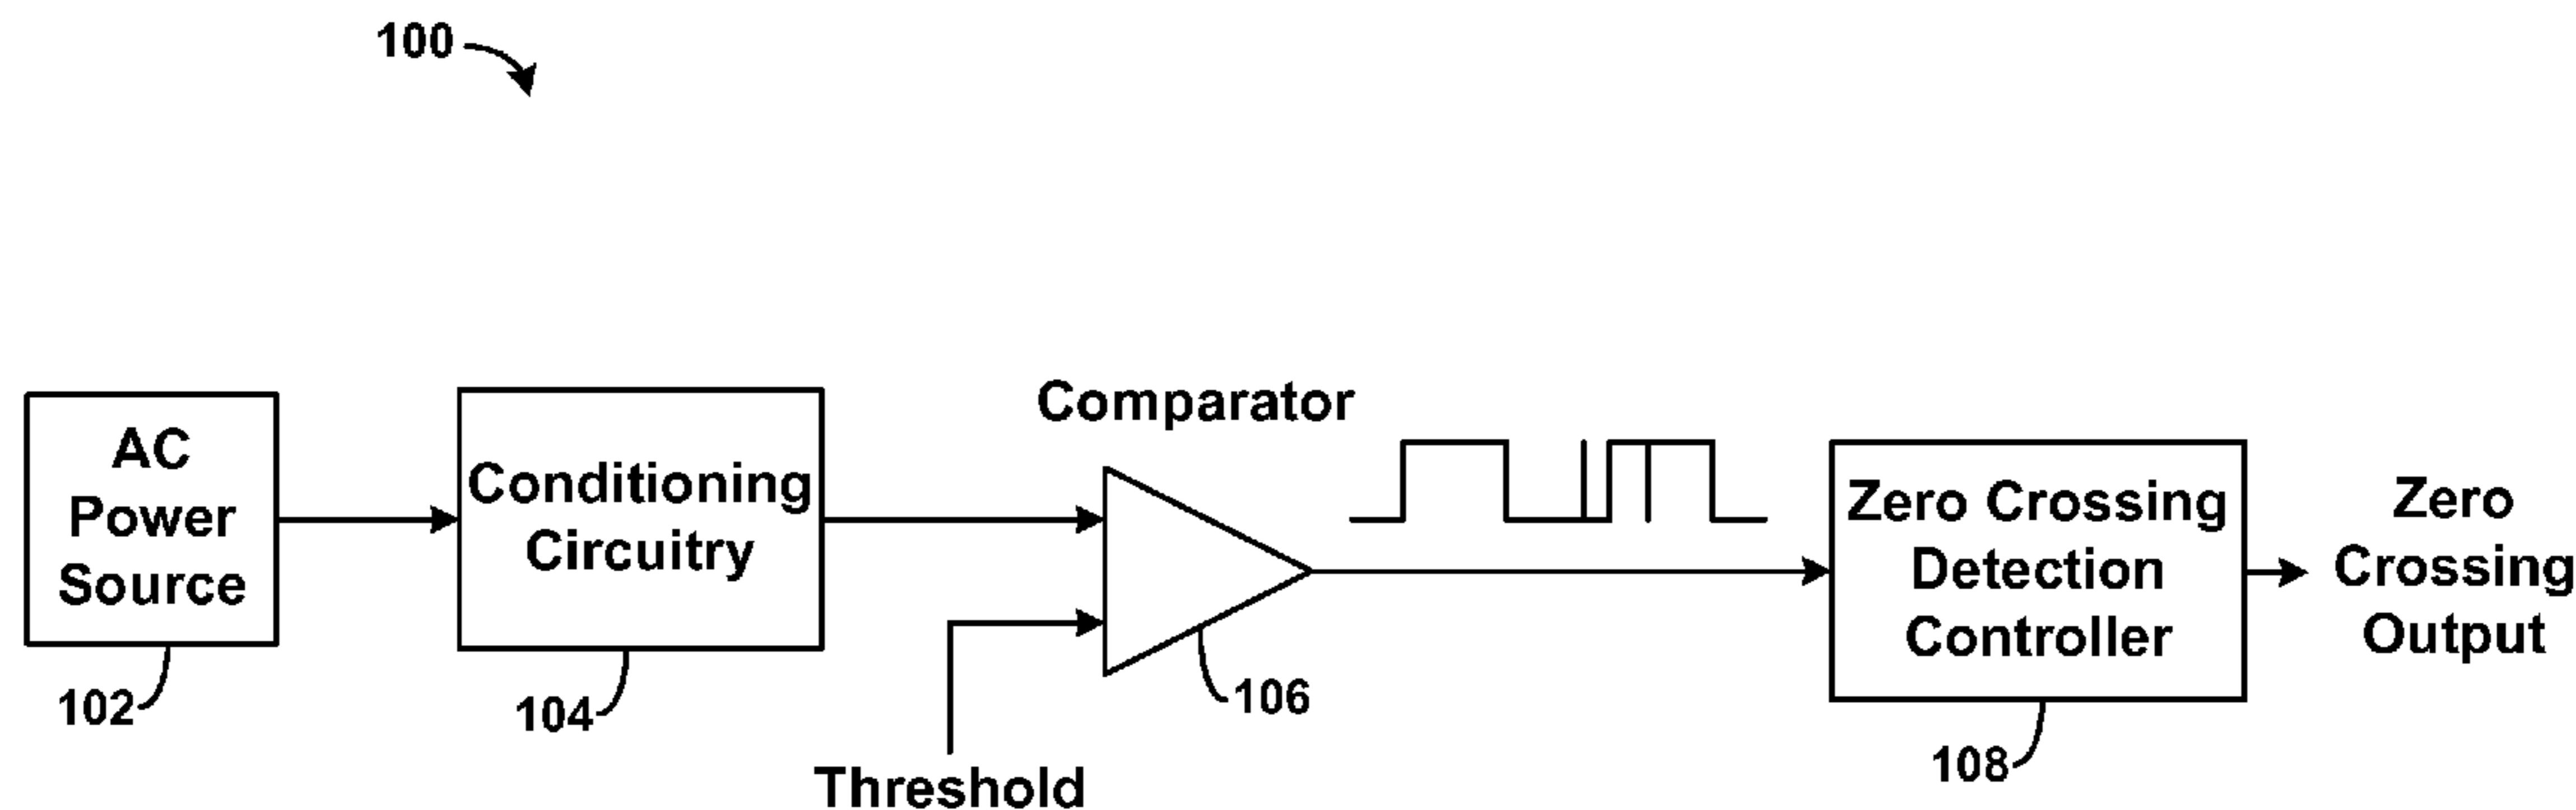 100
AC
Power
Source
102
Conditioning
Circuitry
104
Comparator
106
Threshold
Zero Crossing
Detection
Controller
108
Zero
Crossing
Output